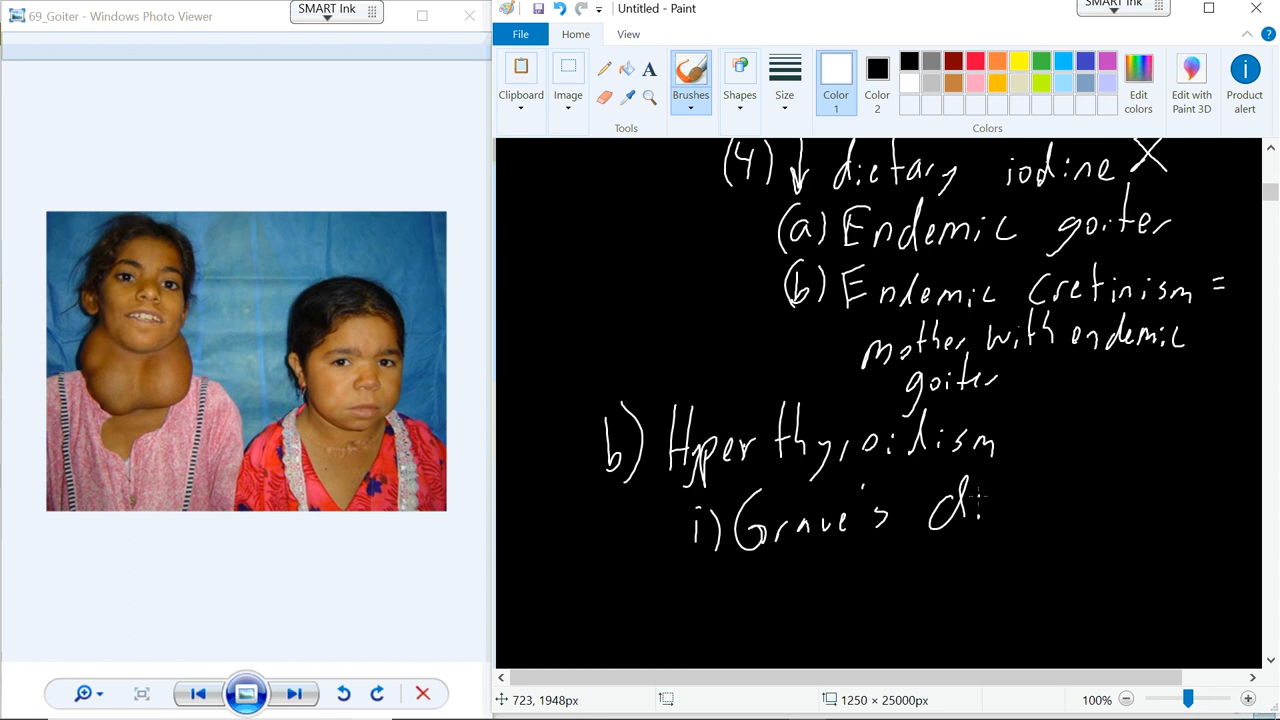 69_Goiter - Windows Photo Viewer
SMART Ink
Untitled - Paint
SMART Ink
File
Home
View
Clipboard
Image
Tools
Brushes
Shapes
Size
Color 1
Color 2
Colors
Edit colors
Edit with Paint 3D
Product alert
(4) ↓ dietary iodine X
(a) Endemic goiter
(b) Endemic cretinism =
mother with endemic
goiter
b) Hyperthyroidism
i) Grave's di
723, 1948px
1250 × 25000px
100%